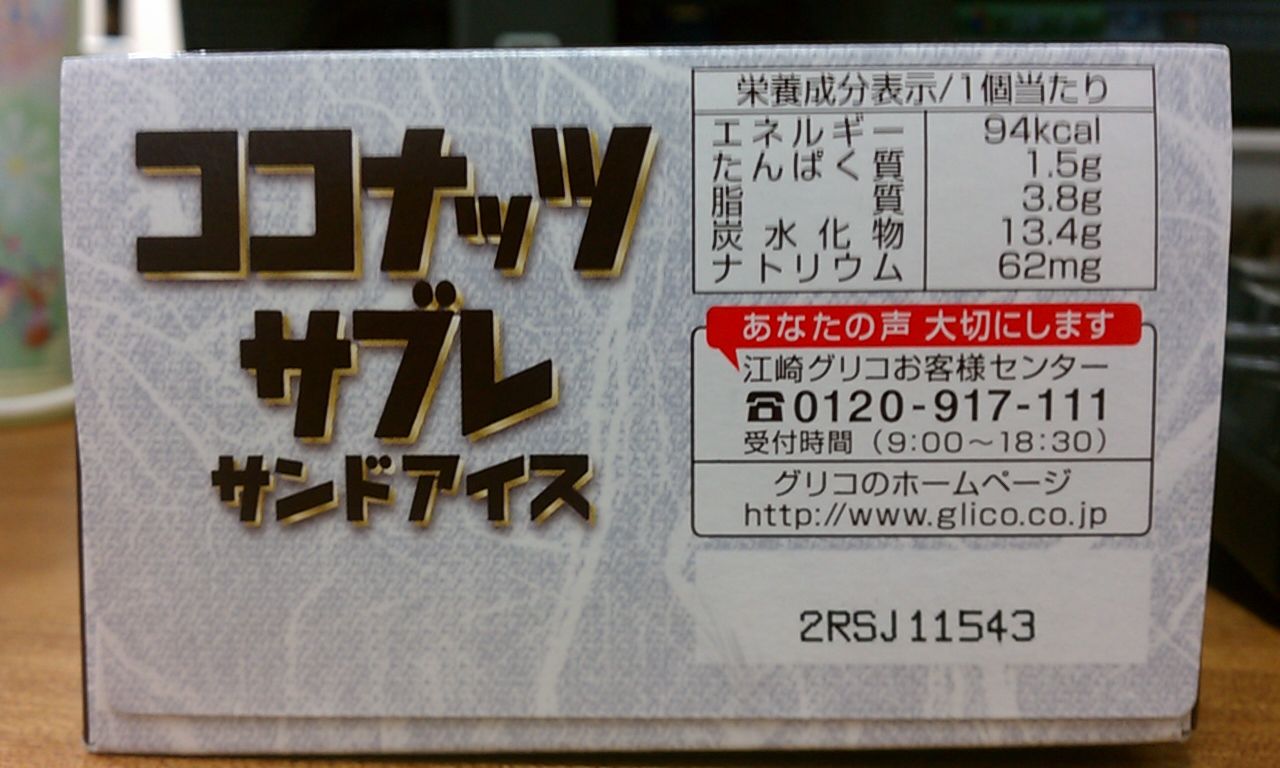 ココナッツ
サブレ
サンドアイス
栄養成分表示/1個当たり
エネルギー 94kcal
たんぱく質 1.5g
脂質 3.8g
炭水化物 13.4g
ナトリウム 62mg
あなたの声 大切にします
江崎グリコお客様センター
☎0120-917-111
受付時間（9:00〜18:30）
グリコのホームページ
http://www.glico.co.jp
2RSJ11543